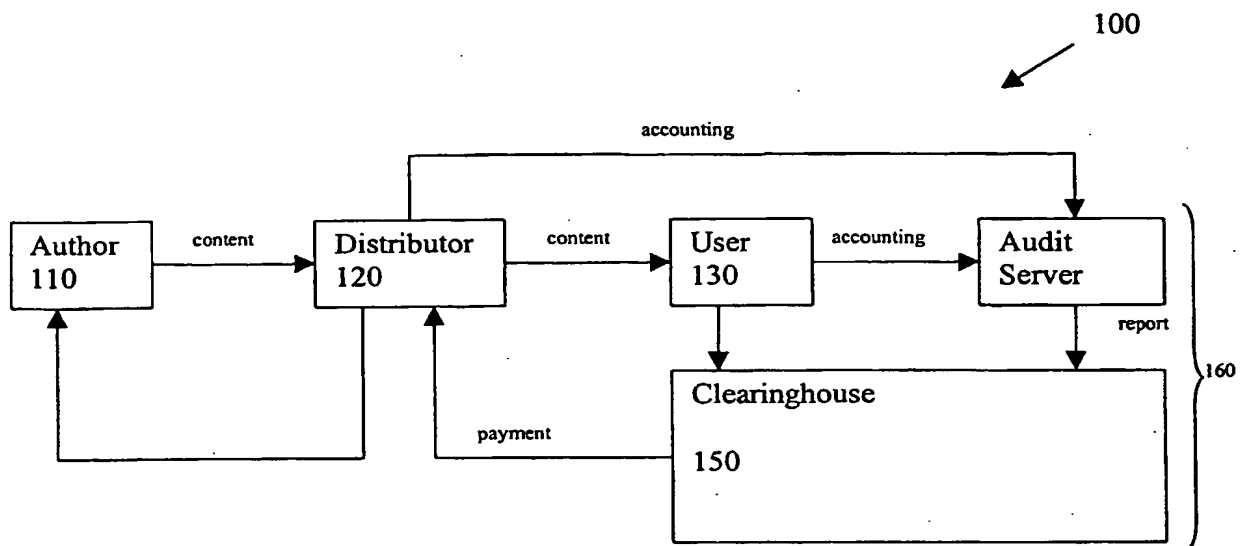 100
accounting
Author
110
content
Distributor
120
content
User
130
accounting
Audit
Server
report
160
Clearinghouse
150
payment